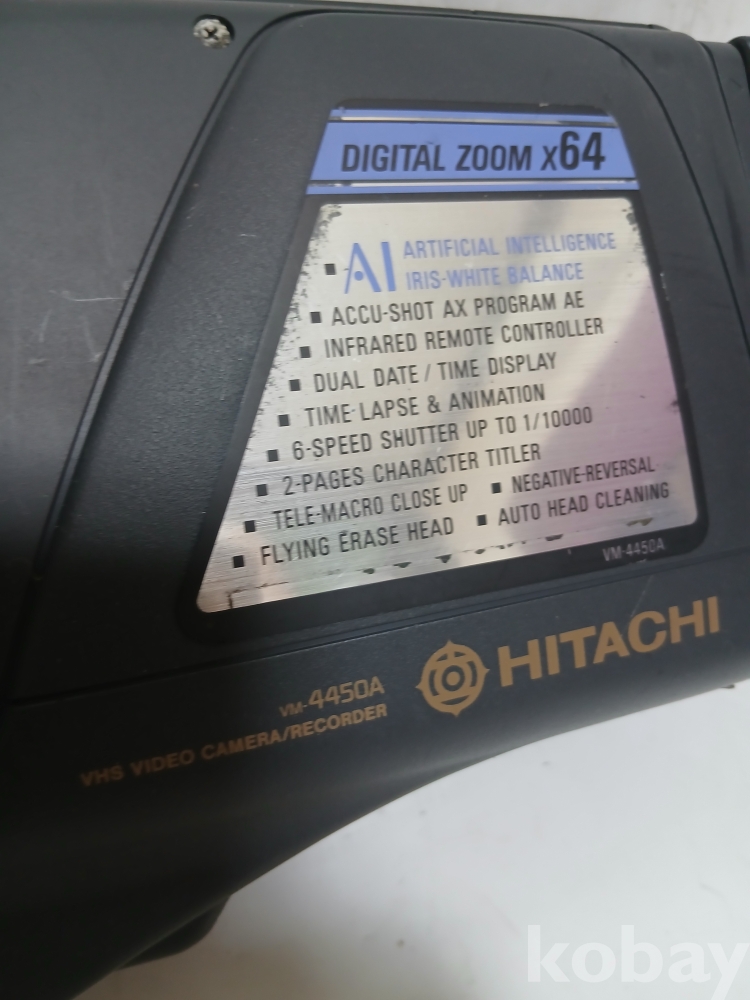 DIGITAL ZOOM X64
▪ AI ARTIFICIAL INTELLIGENCE
IRIS-WHITE BALANCE
▪ ACCU-SHOT AX PROGRAM AE
▪ INFRARED REMOTE CONTROLLER
▪ DUAL DATE / TIME DISPLAY
▪ TIME-LAPSE & ANIMATION
▪ 6-SPEED SHUTTER UP TO 1/10000
▪ 2-PAGES CHARACTER TITLER
▪ TELE-MACRO CLOSE UP ▪ NEGATIVE-REVERSAL
▪ FLYING ERASE HEAD ▪ AUTO HEAD CLEANING
VM-4450A
HITACHI
VM-4450A
VHS VIDEO CAMERA/RECORDER
kobay